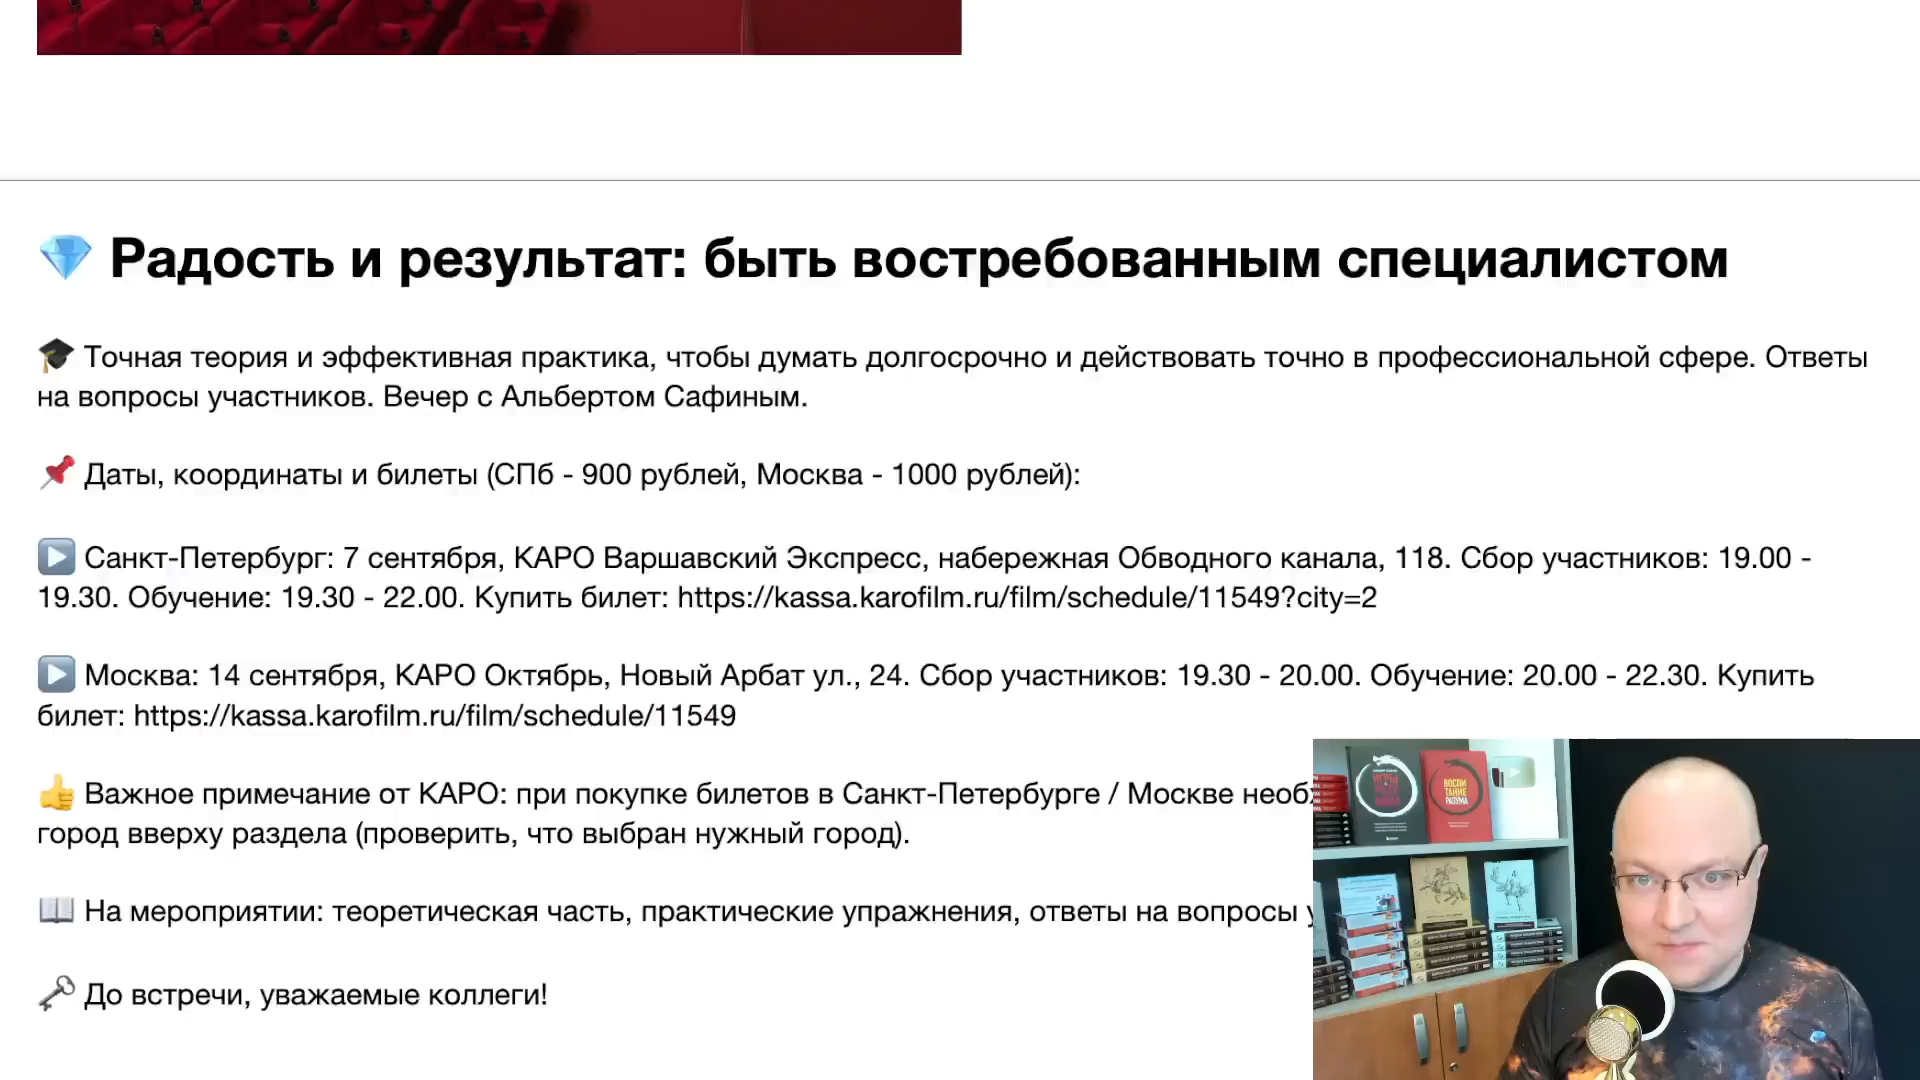 💎 Радость и результат: быть востребованным специалистом
🎓 Точная теория и эффективная практика, чтобы думать долгосрочно и действовать точно в профессиональной сфере. Ответы
на вопросы участников. Вечер с Альбертом Сафиным.
📌 Даты, координаты и билеты (СПб - 900 рублей, Москва - 1000 рублей):
▶️ Санкт-Петербург: 7 сентября, КАРО Варшавский Экспресс, набережная Обводного канала, 118. Сбор участников: 19.00 -
19.30. Обучение: 19.30 - 22.00. Купить билет: https://kassa.karofilm.ru/film/schedule/11549?city=2
▶️ Москва: 14 сентября, КАРО Октябрь, Новый Арбат ул., 24. Сбор участников: 19.30 - 20.00. Обучение: 20.00 - 22.30. Купить
билет: https://kassa.karofilm.ru/film/schedule/11549
👍 Важное примечание от КАРО: при покупке билетов в Санкт-Петербурге / Москве
город вверху раздела (проверить, что выбран нужный город).
📖 На мероприятии: теоретическая часть, практические упражнения, ответы на вопросы
🗝 До встречи, уважаемые коллеги!
ВОСПИ
ТАНИЕ
РАЗУМА